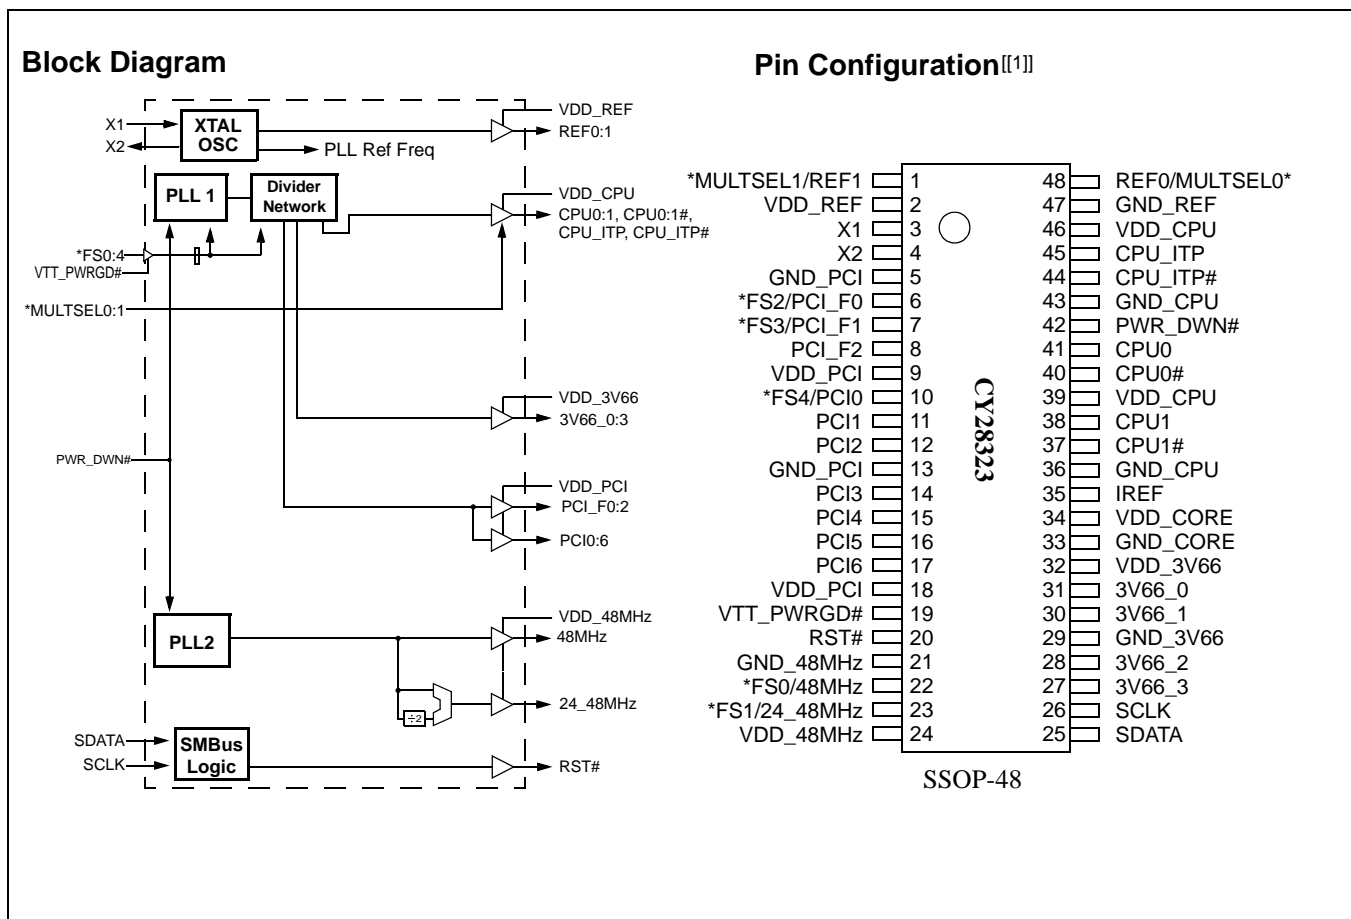 Block Diagram
Pin Configuration[[1]]
VDD_REF
X1
XTAL
OSC
REF0:1
X2
PLL Ref Freq
PLL 1
Divider
Network
VDD_CPU
CPU0:1, CPU0:1#,
CPU_ITP, CPU_ITP#
*FS0:4
VTT_PWRGD#
*MULTSEL0:1
VDD_3V66
3V66_0:3
PWR_DWN#
VDD_PCI
PCI_F0:2
PCI0:6
PLL2
VDD_48MHz
48MHz
÷2
24_48MHz
SDATA
SCLK
SMBus
Logic
RST#
*MULTSEL1/REF1 1 48 REF0/MULTSEL0*
VDD_REF 2 47 GND_REF
X1 3 46 VDD_CPU
X2 4 45 CPU_ITP
GND_PCI 5 44 CPU_ITP#
*FS2/PCI_F0 6 43 GND_CPU
*FS3/PCI_F1 7 42 PWR_DWN#
PCI_F2 8 41 CPU0
VDD_PCI 9 40 CPU0#
*FS4/PCI0 10 39 VDD_CPU
PCI1 11 38 CPU1
PCI2 12 37 CPU1#
GND_PCI 13 36 GND_CPU
PCI3 14 35 IREF
PCI4 15 34 VDD_CORE
PCI5 16 33 GND_CORE
PCI6 17 32 VDD_3V66
VDD_PCI 18 31 3V66_0
VTT_PWRGD# 19 30 3V66_1
RST# 20 29 GND_3V66
GND_48MHz 21 28 3V66_2
*FS0/48MHz 22 27 3V66_3
*FS1/24_48MHz 23 26 SCLK
VDD_48MHz 24 25 SDATA
CY28323
SSOP-48